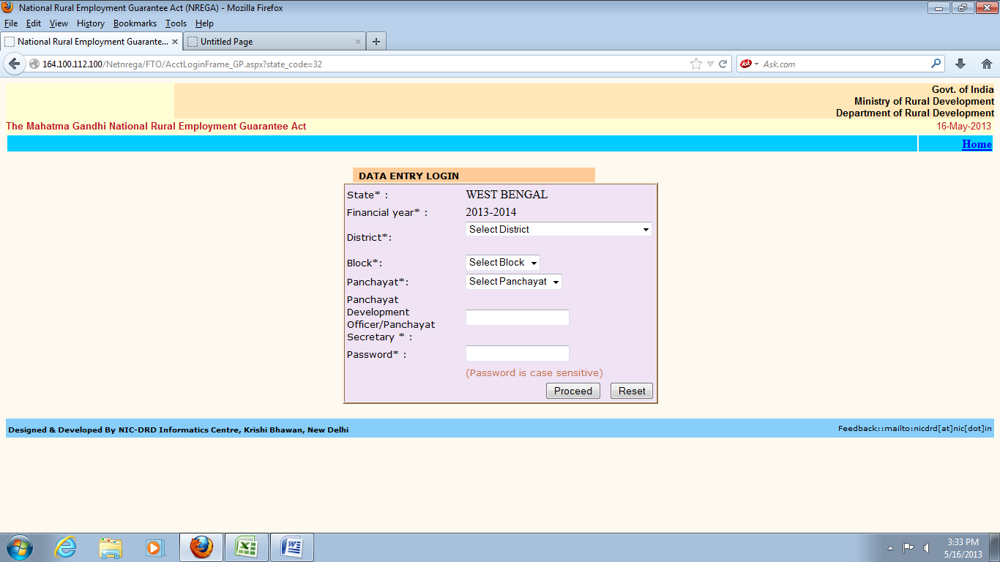 National Rural Employment Guarantee Act (NREGA) - Mozilla Firefox
File Edit View History Bookmarks Tools Help
National Rural Employment Guarante... Untitled Page
164.100.112.100/Netnrega/FTO/AcctLoginFrame_GP.aspx?state_code=32
Ask Ask.com
Govt. of India
Ministry of Rural Development
Department of Rural Development
The Mahatma Gandhi National Rural Employment Guarantee Act 16-May-2013
Home
DATA ENTRY LOGIN
State* : WEST BENGAL
Financial year* : 2013-2014
District*: Select District
Block*: Select Block
Panchayat*: Select Panchayat
Panchayat
Development
Officer/Panchayat
Secretary * :
Password* :
(Password is case sensitive)
Proceed Reset
Designed & Developed By NIC-DRD Informatics Centre, Krishi Bhawan, New Delhi Feedback::mailto:nicdrd[at]nic[dot]in
3:33 PM
5/16/2013